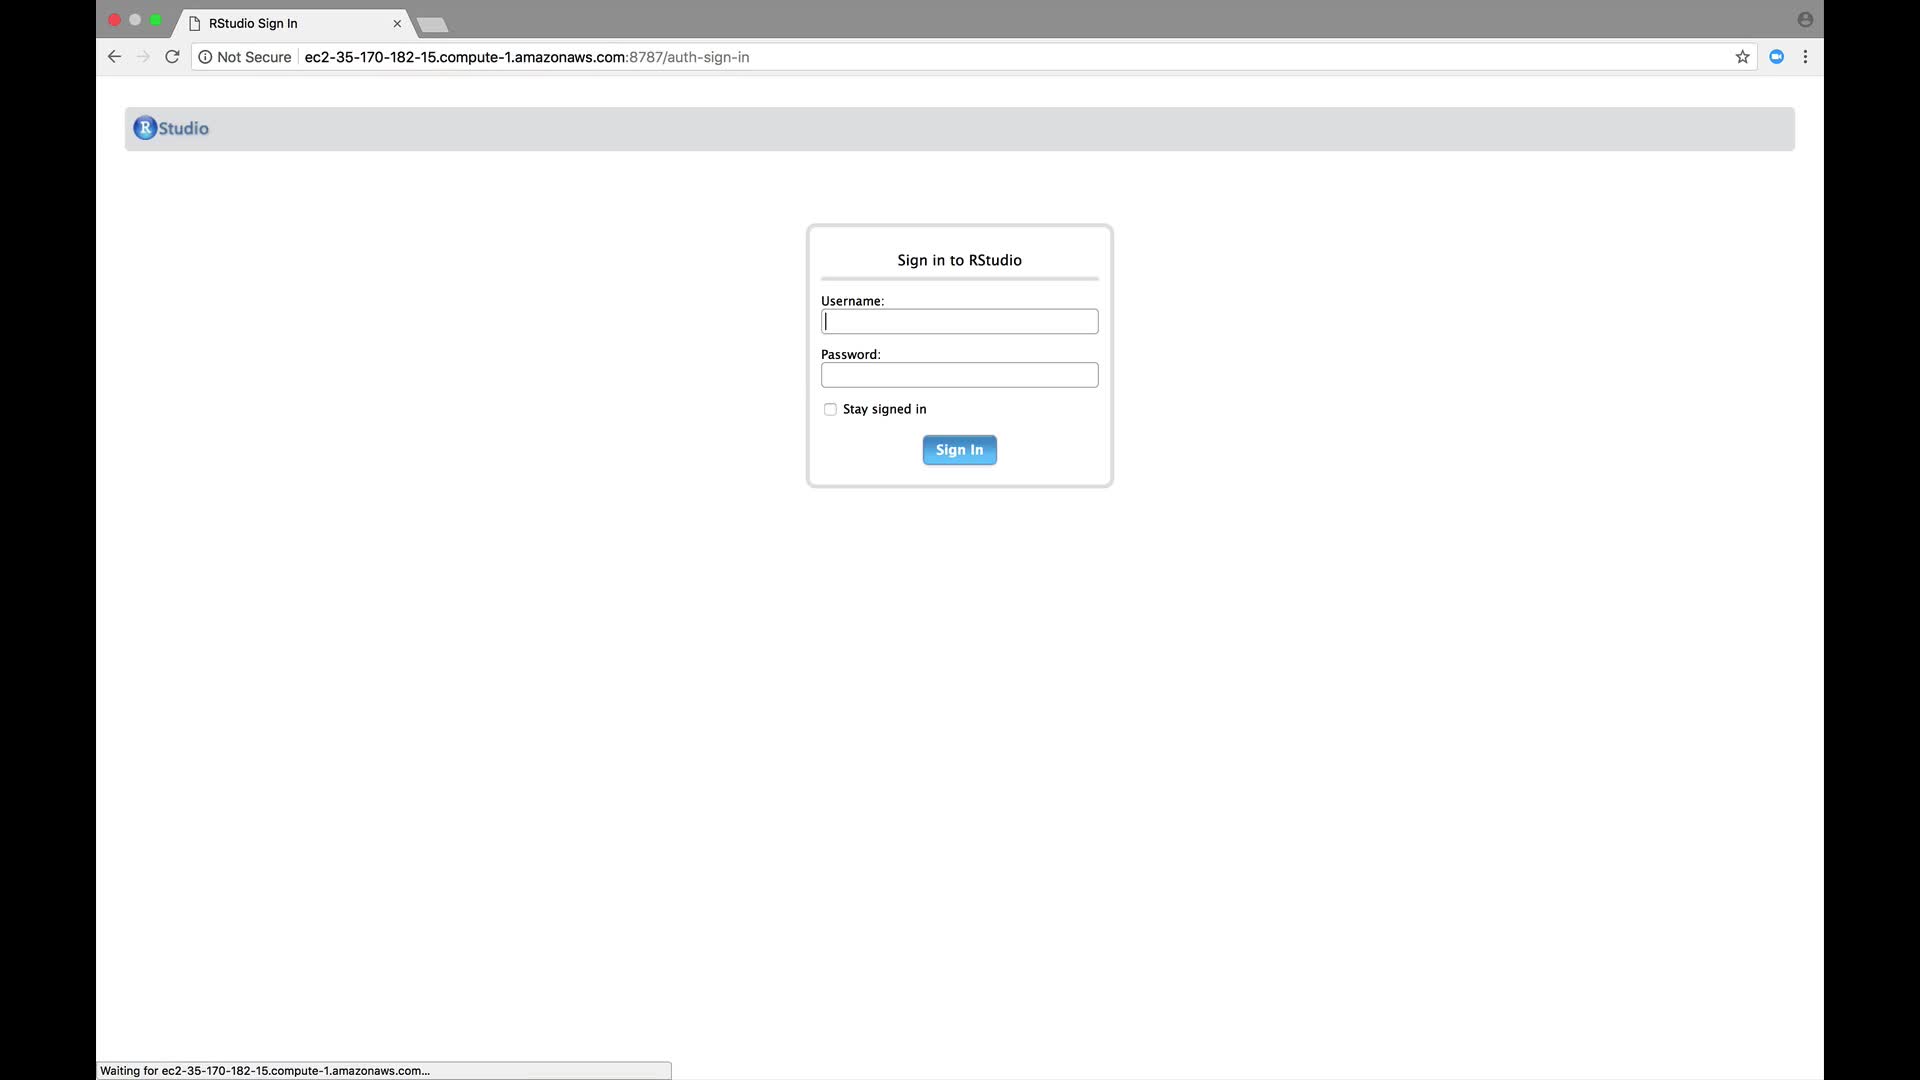 RStudio Sign In
Not Secure ec2-35-170-182-15.compute-1.amazonaws.com:8787/auth-sign-in
R Studio
Sign in to RStudio
Username:
Password:
Stay signed in
Sign In
Waiting for ec2-35-170-182-15.compute-1.amazonaws.com...